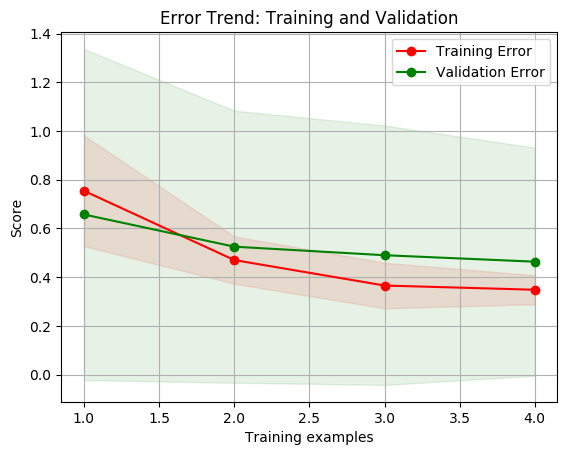 Error Trend: Training and Validation
1.4
1.2
1.0
0.8
0.6
0.4
0.2
0.0
Score
Training Error
Validation Error
1.0 1.5 2.0 2.5 3.0 3.5 4.0
Training examples